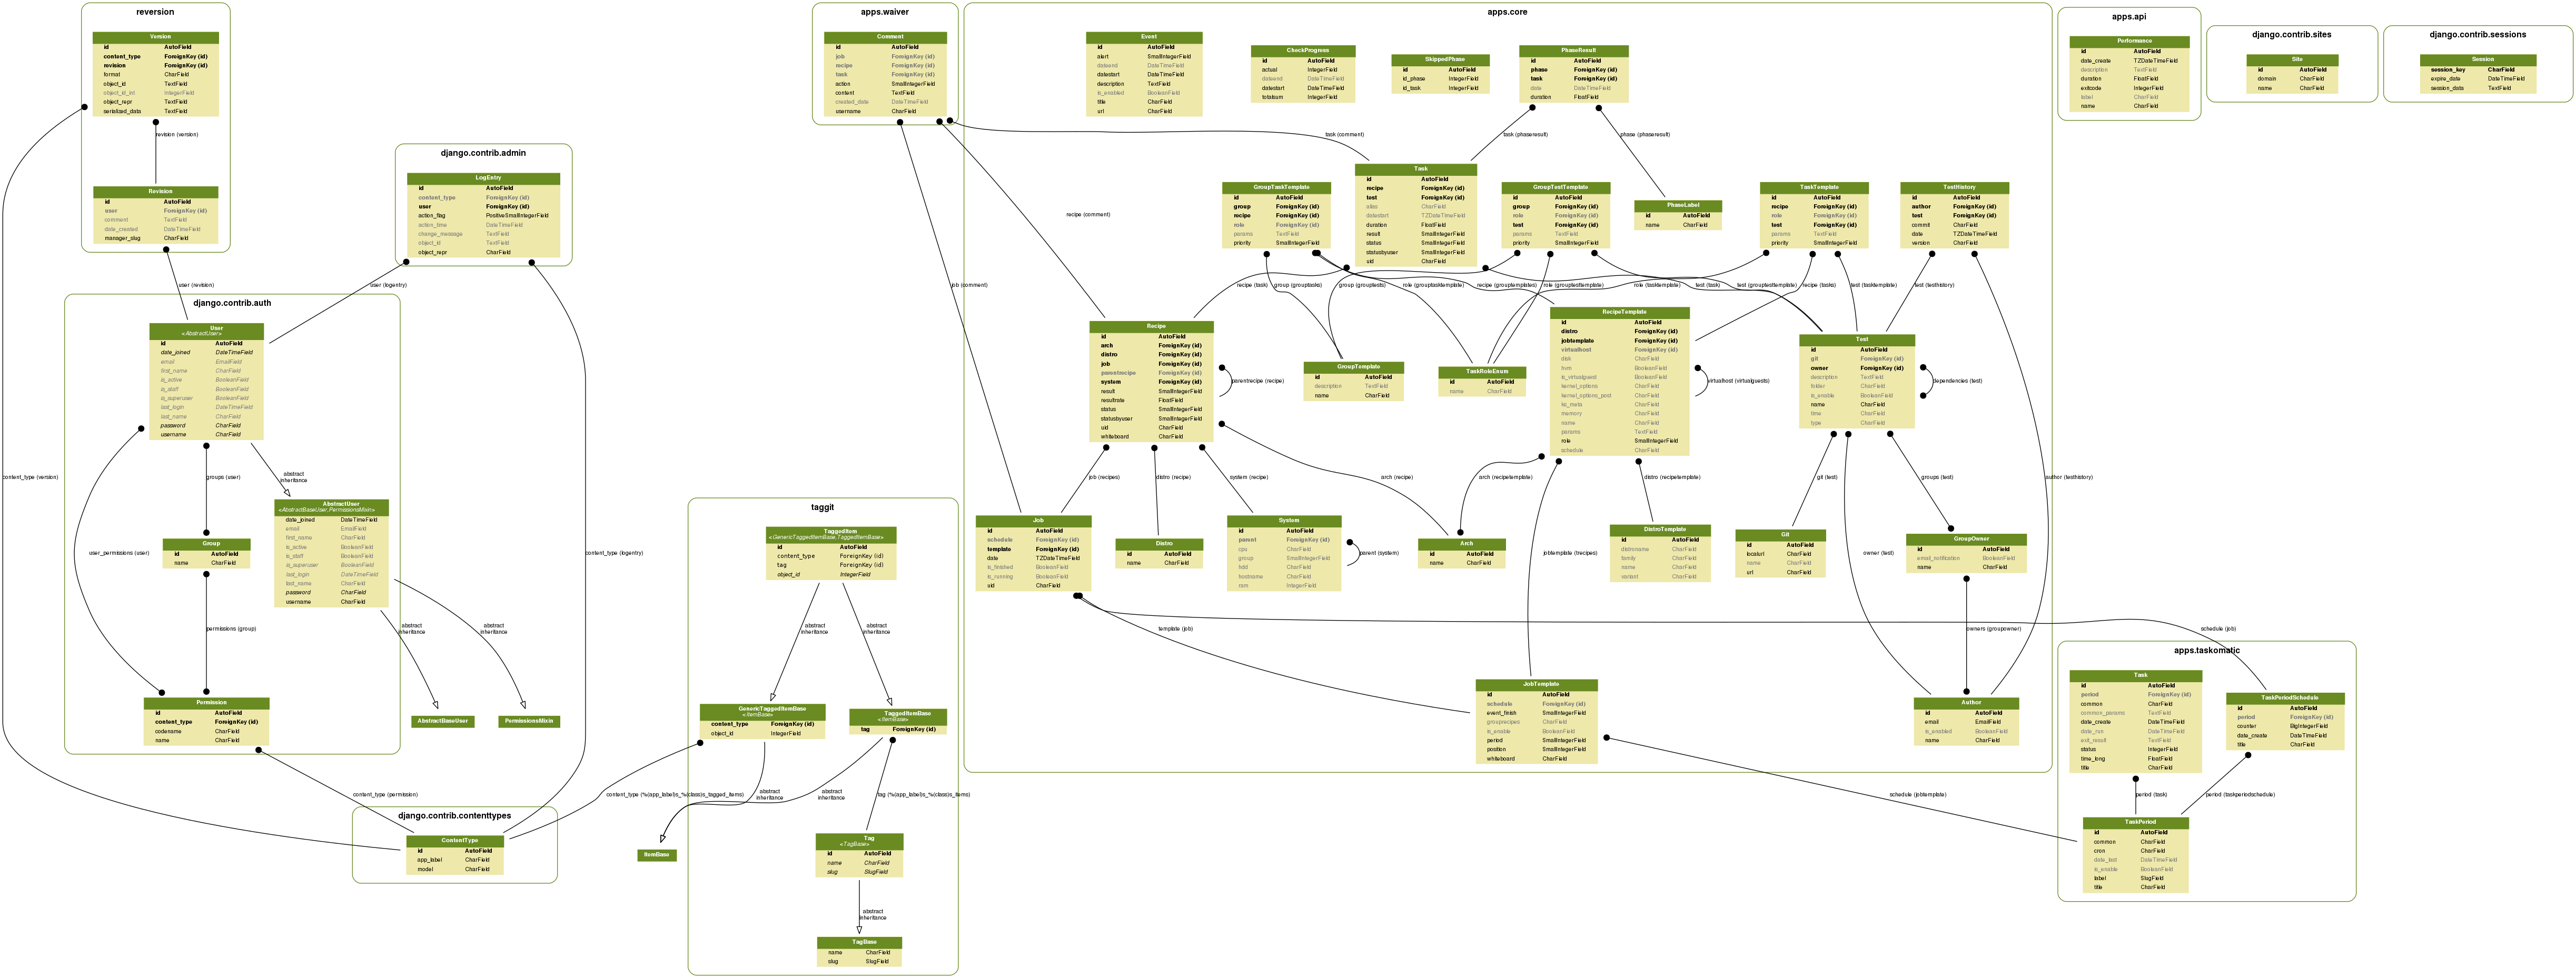 reversion
Version
id AutoField
content_type ForeignKey (id)
revision ForeignKey (id)
format CharField
object_id TextField
object_id_int IntegerField
object_repr TextField
serialized_data TextField
revision (version)
Revision
id AutoField
user ForeignKey (id)
comment TextField
date_created DateTimeField
manager_slug CharField
user (revision)
content_type (version)
django.contrib.admin
LogEntry
id AutoField
content_type ForeignKey (id)
user ForeignKey (id)
action_flag PositiveSmallIntegerField
action_time DateTimeField
change_message TextField
object_id TextField
object_repr CharField
user (logentry)
content_type (logentry)
django.contrib.auth
User
<AbstractUser>
id AutoField
date_joined DateTimeField
email EmailField
first_name CharField
is_active BooleanField
is_staff BooleanField
is_superuser BooleanField
last_login DateTimeField
last_name CharField
password CharField
username CharField
groups (user)
abstract
inheritance
AbstractUser
<AbstractBaseUser,PermissionsMixin>
date_joined DateTimeField
email EmailField
first_name CharField
is_active BooleanField
is_staff BooleanField
is_superuser BooleanField
last_login DateTimeField
last_name CharField
password CharField
username CharField
Group
id AutoField
name CharField
user_permissions (user)
permissions (group)
abstract
inheritance
abstract
inheritance
Permission
id AutoField
content_type ForeignKey (id)
codename CharField
name CharField
AbstractBaseUser
PermissionsMixin
content_type (permission)
django.contrib.contenttypes
ContentType
id AutoField
app_label CharField
model CharField
taggit
TaggedItem
<GenericTaggedItemBase,TaggedItemBase>
id AutoField
content_type ForeignKey (id)
tag ForeignKey (id)
object_id IntegerField
abstract
inheritance
abstract
inheritance
GenericTaggedItemBase
<ItemBase>
content_type ForeignKey (id)
object_id IntegerField
TaggedItemBase
<ItemBase>
tag ForeignKey (id)
content_type (%(app_label)s_%(class)s_tagged_items)
abstract
inheritance
abstract
inheritance
tag (%(app_label)s_%(class)s_items)
ItemBase
Tag
<TagBase>
id AutoField
name CharField
slug SlugField
abstract
inheritance
TagBase
name CharField
slug SlugField
apps.waiver
Comment
id AutoField
job ForeignKey (id)
recipe ForeignKey (id)
task ForeignKey (id)
action SmallIntegerField
content TextField
created_date DateTimeField
username CharField
task (comment)
recipe (comment)
job (comment)
apps.core
Event
id AutoField
alert SmallIntegerField
dateend DateTimeField
datestart DateTimeField
description TextField
is_enabled BooleanField
title CharField
url CharField
CheckProgress
id AutoField
actual IntegerField
dateend DateTimeField
datestart DateTimeField
totalsum IntegerField
SkippedPhase
id AutoField
id_phase IntegerField
id_task IntegerField
PhaseResult
id AutoField
phase ForeignKey (id)
task ForeignKey (id)
date DateTimeField
duration FloatField
task (phaseresult)
phase (phaseresult)
GroupTaskTemplate
id AutoField
group ForeignKey (id)
recipe ForeignKey (id)
role ForeignKey (id)
params TextField
priority SmallIntegerField
Task
id AutoField
recipe ForeignKey (id)
test ForeignKey (id)
alias CharField
datestart TZDateTimeField
duration FloatField
result SmallIntegerField
status SmallIntegerField
statusbyuser SmallIntegerField
uid CharField
GroupTestTemplate
id AutoField
group ForeignKey (id)
role ForeignKey (id)
test ForeignKey (id)
params TextField
priority SmallIntegerField
PhaseLabel
id AutoField
name CharField
TaskTemplate
id AutoField
recipe ForeignKey (id)
role ForeignKey (id)
test ForeignKey (id)
params TextField
priority SmallIntegerField
TestHistory
id AutoField
author ForeignKey (id)
test ForeignKey (id)
commit CharField
date TZDateTimeField
version CharField
recipe (task)
group (grouptasks)
group (grouptests)
role (grouptasktemplate)
recipe (grouptemplates)
role (grouptesttemplate)
role (tasktemplate)
test (task)
test (grouptesttemplate)
recipe (tasks)
test (tasktemplate)
test (testhistory)
Recipe
id AutoField
arch ForeignKey (id)
distro ForeignKey (id)
job ForeignKey (id)
parentrecipe ForeignKey (id)
system ForeignKey (id)
result SmallIntegerField
resultrate FloatField
status SmallIntegerField
statusbyuser SmallIntegerField
uid CharField
whiteboard CharField
parentrecipe (recipe)
GroupTemplate
id AutoField
description TextField
name CharField
TaskRoleEnum
id AutoField
name CharField
RecipeTemplate
id AutoField
distro ForeignKey (id)
jobtemplate ForeignKey (id)
virtualhost ForeignKey (id)
disk CharField
hvm BooleanField
is_virtualguest BooleanField
kernel_options CharField
kernel_options_post CharField
ks_meta CharField
memory CharField
name CharField
params TextField
role SmallIntegerField
schedule CharField
virtualhost (virtualguests)
Test
id AutoField
git ForeignKey (id)
owner ForeignKey (id)
description TextField
folder CharField
is_enable BooleanField
name CharField
time CharField
type CharField
dependencies (test)
job (recipes)
distro (recipe)
system (recipe)
arch (recipe)
arch (recipetemplate)
distro (recipetemplate)
git (test)
groups (test)
author (testhistory)
Job
id AutoField
schedule ForeignKey (id)
template ForeignKey (id)
date TZDateTimeField
is_finished BooleanField
is_running BooleanField
uid CharField
Distro
id AutoField
name CharField
System
id AutoField
parent ForeignKey (id)
cpu CharField
group SmallIntegerField
hdd CharField
hostname CharField
ram IntegerField
parent (system)
Arch
id AutoField
name CharField
jobtemplate (trecipes)
DistroTemplate
id AutoField
distroname CharField
family CharField
name CharField
variant CharField
Git
id AutoField
localurl CharField
name CharField
url CharField
owner (test)
GroupOwner
id AutoField
email_notification BooleanField
name CharField
template (job)
owners (groupowner)
schedule (job)
JobTemplate
id AutoField
schedule ForeignKey (id)
event_finish SmallIntegerField
grouprecipes CharField
is_enable BooleanField
period SmallIntegerField
position SmallIntegerField
whiteboard CharField
Author
id AutoField
email EmailField
is_enabled BooleanField
name CharField
schedule (jobtemplate)
apps.api
Performance
id AutoField
date_create TZDateTimeField
description TextField
duration FloatField
exitcode IntegerField
label CharField
name CharField
django.contrib.sites
Site
id AutoField
domain CharField
name CharField
django.contrib.sessions
Session
session_key CharField
expire_date DateTimeField
session_data TextField
apps.taskomatic
Task
id AutoField
period ForeignKey (id)
common CharField
common_params TextField
date_create DateTimeField
date_run DateTimeField
exit_result TextField
status IntegerField
time_long FloatField
title CharField
TaskPeriodSchedule
id AutoField
period ForeignKey (id)
counter BigIntegerField
date_create DateTimeField
title CharField
period (task)
period (taskperiodschedule)
TaskPeriod
id AutoField
common CharField
cron CharField
date_last DateTimeField
is_enable BooleanField
label SlugField
title CharField